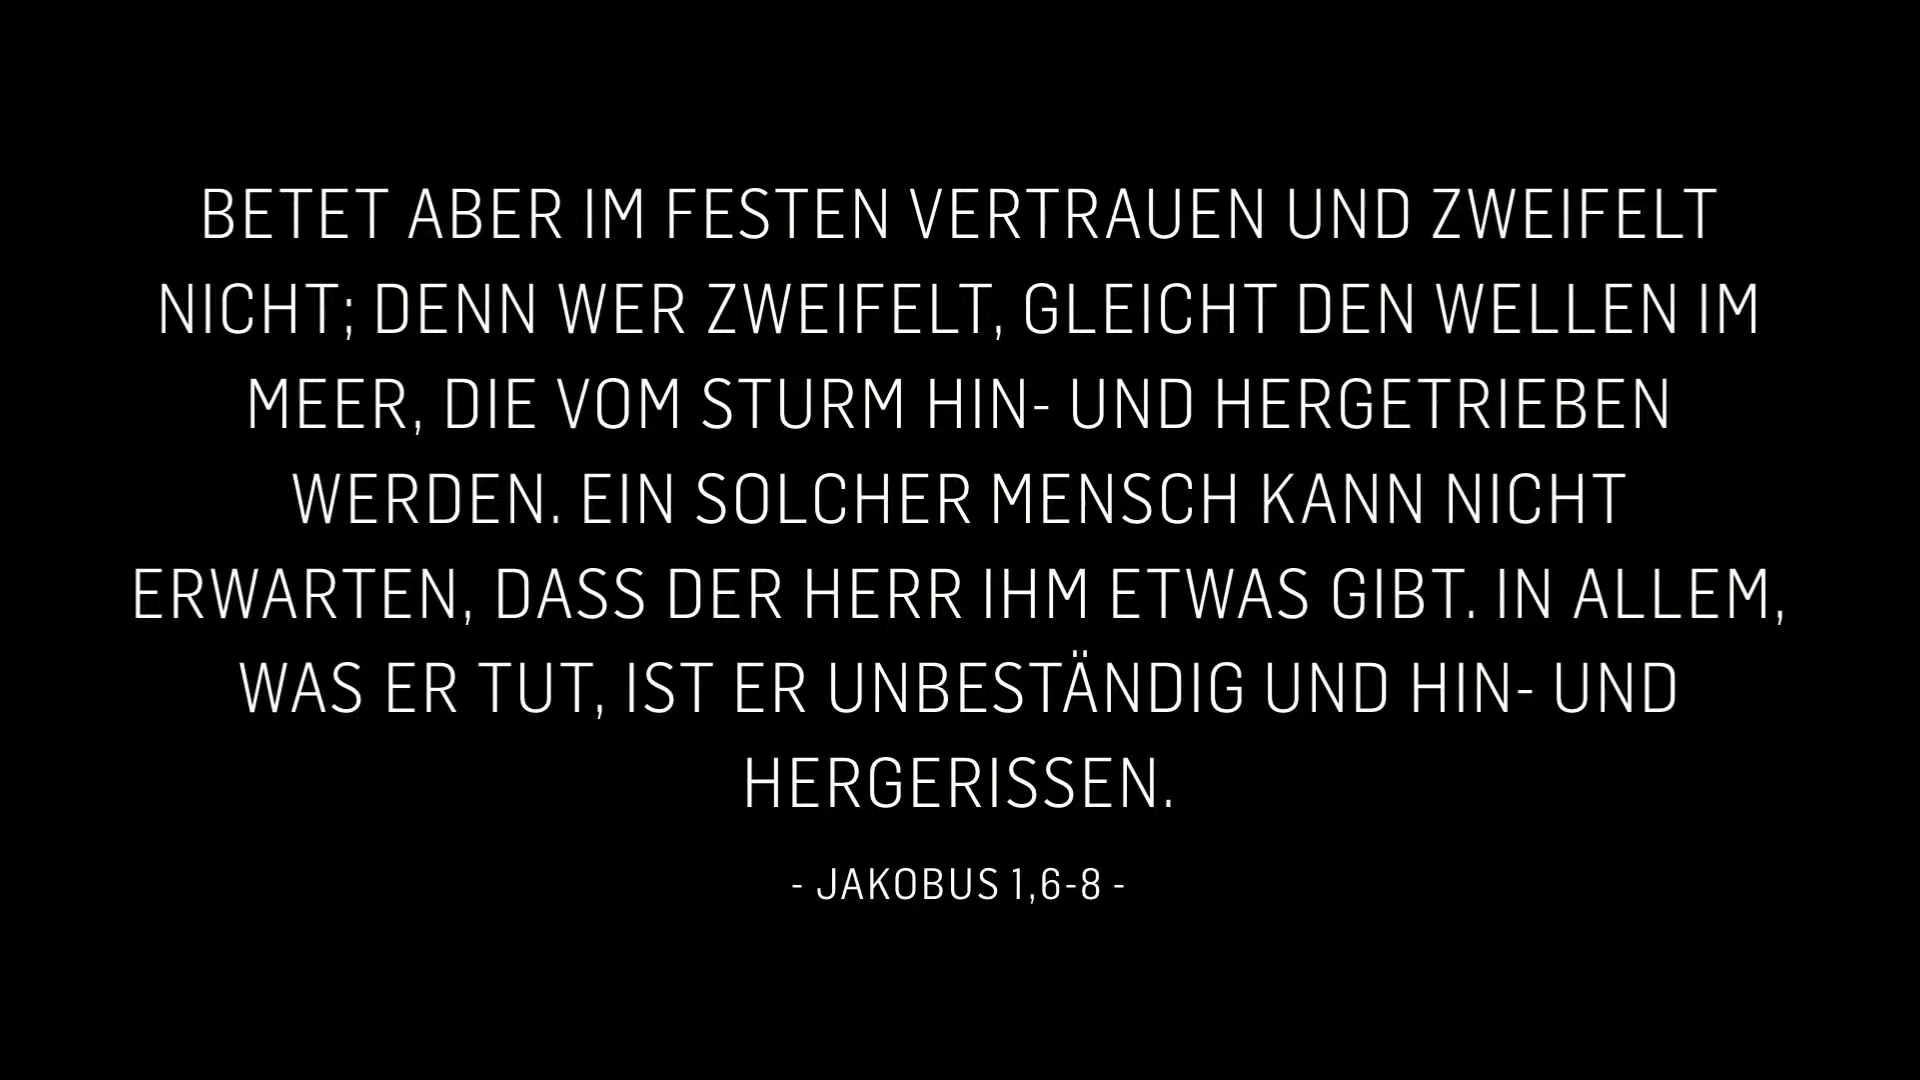 BETET ABER IM FESTEN VERTRAUEN UND ZWEIFELT
NICHT; DENN WER ZWEIFELT, GLEICHT DEN WELLEN IM
MEER, DIE VOM STURM HIN- UND HERGETRIEBEN
WERDEN. EIN SOLCHER MENSCH KANN NICHT
ERWARTEN, DASS DER HERR IHM ETWAS GIBT. IN ALLEM,
WAS ER TUT, IST ER UNBESTÄNDIG UND HIN- UND
HERGERISSEN.
- JAKOBUS 1,6-8 -